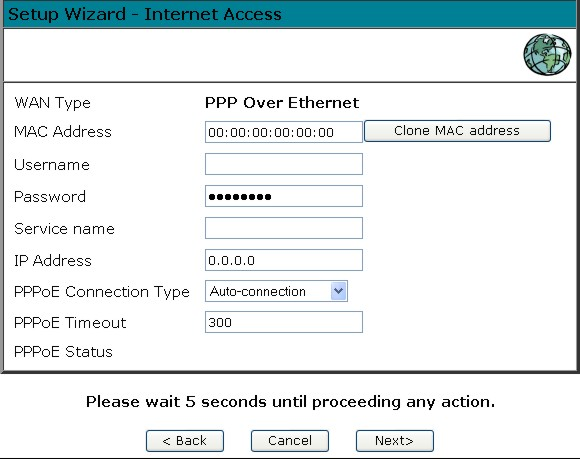 Setup Wizard - Internet Access
WAN Type PPP Over Ethernet
MAC Address 00:00:00:00:00:00 Clone MAC address
Username
Password ●●●●●●●●
Service name
IP Address 0.0.0.0
PPPoE Connection Type Auto-connection
PPPoE Timeout 300
PPPoE Status
Please wait 5 seconds until proceeding any action.
< Back Cancel Next>